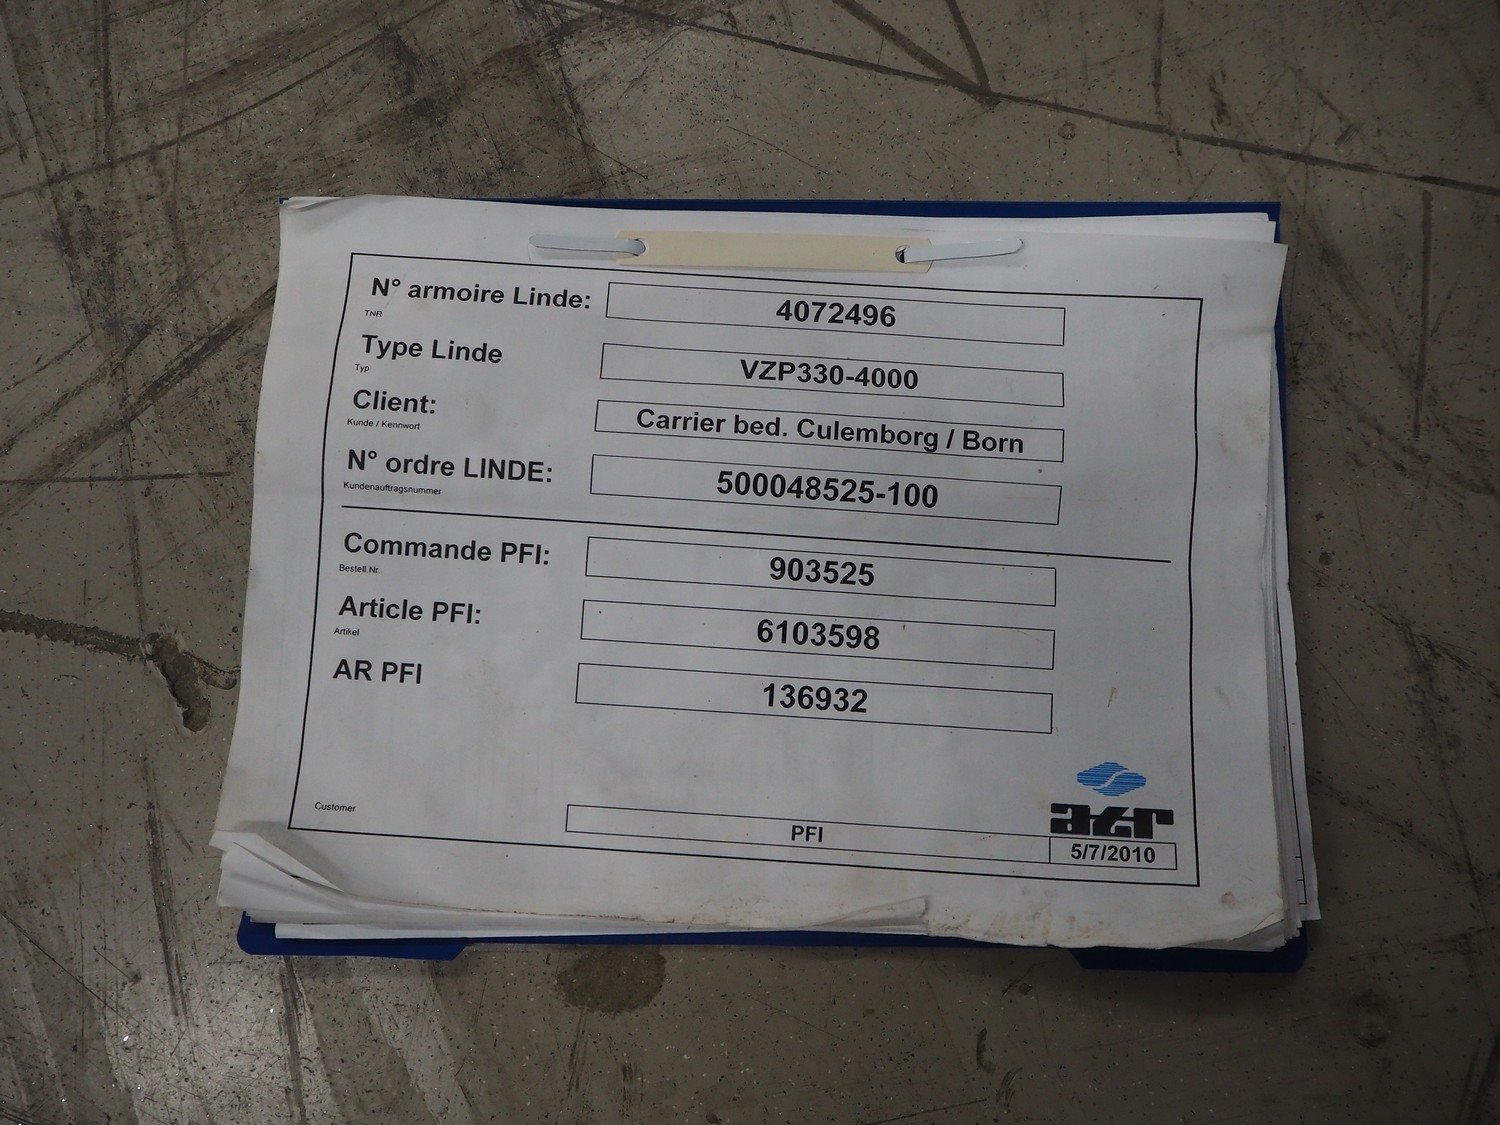 N° armoire Linde: 4072496
TNR
Type Linde VZP330-4000
Typ
Client: Carrier bed. Culemborg / Born
Kunde / Kennwort
N° ordre LINDE: 500048525-100
Kundenauftragsnummer
Commande PFI: 903525
Bestell.Nr.
Article PFI: 6103598
Artikel
AR PFI 136932
Customer PFI
5/7/2010